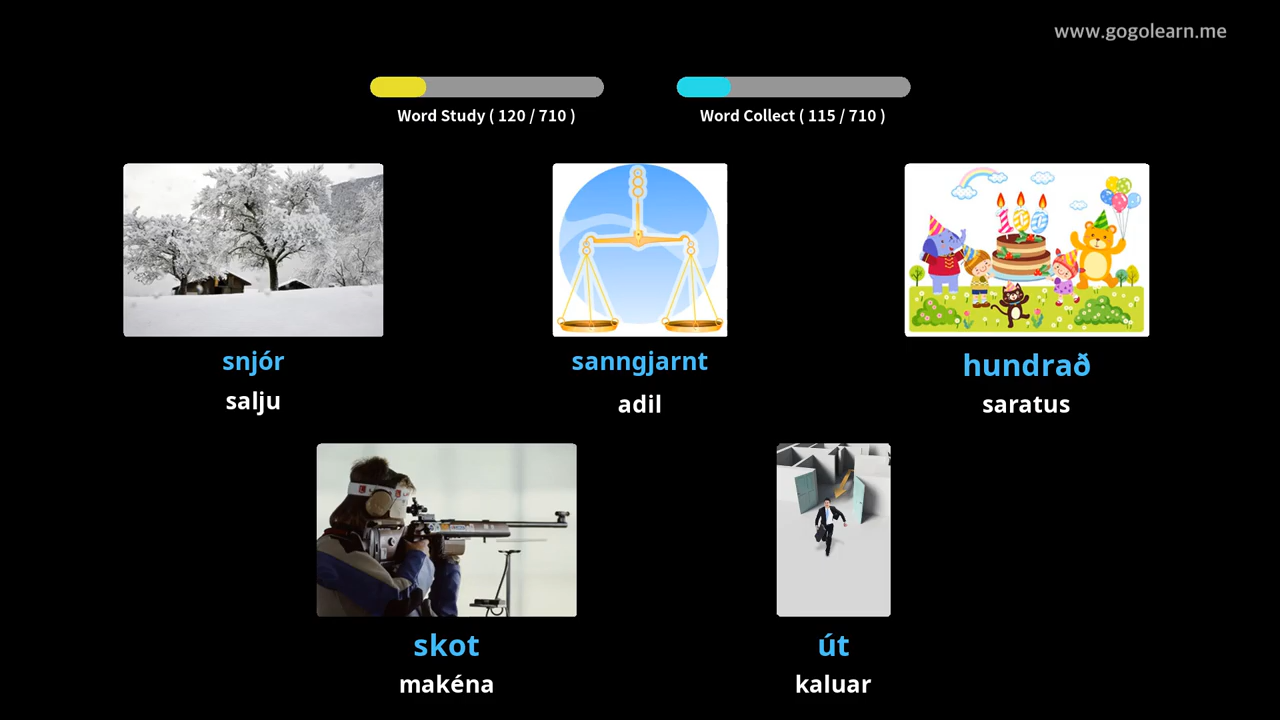 www.gogolearn.me
Word Study ( 120 / 710 )
Word Collect ( 115 / 710 )
snjór
salju
sanngjarnt
adil
hundrað
saratus
skot
makéna
út
kaluar